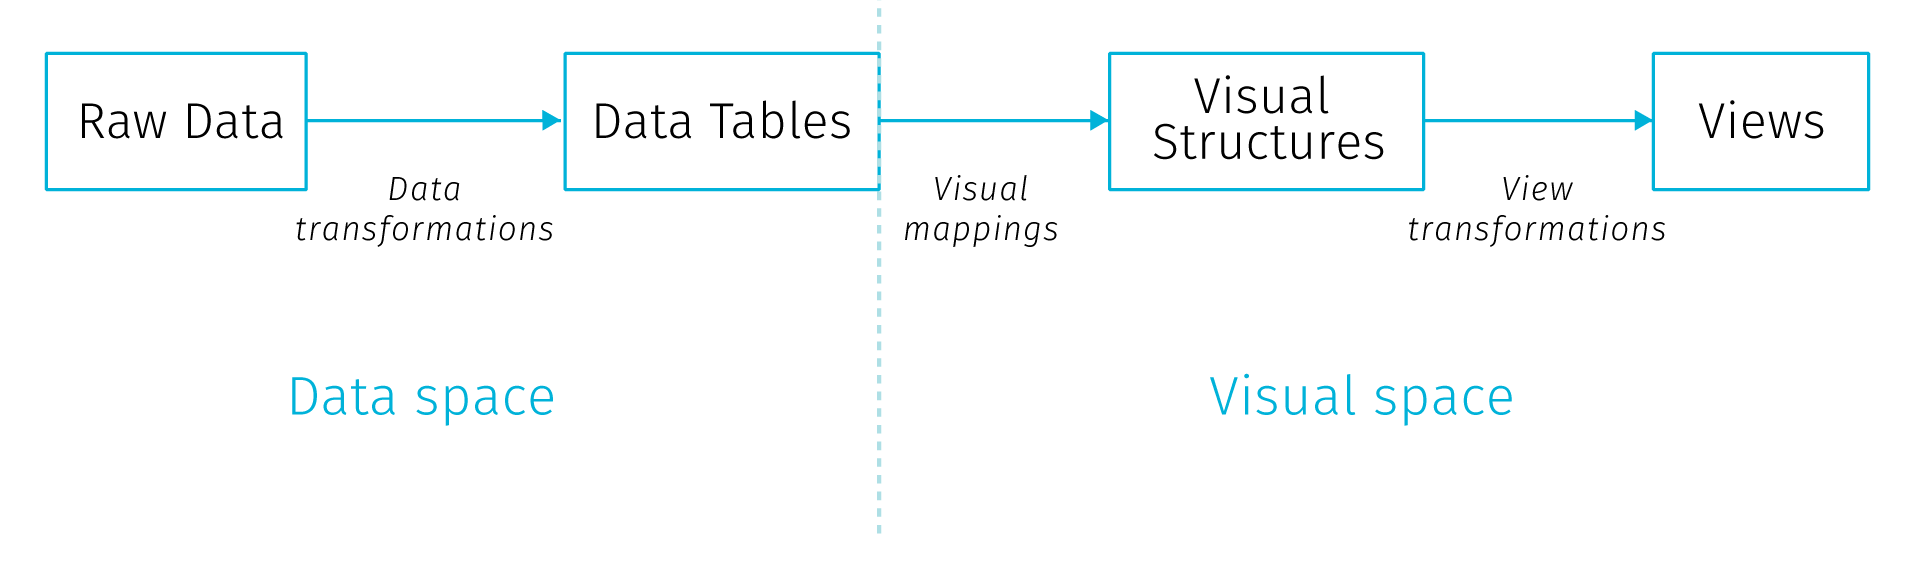 Raw Data
Data Tables
Visual
Structures
Views
Data
transformations
Visual
mappings
View
transformations
Data space
Visual space